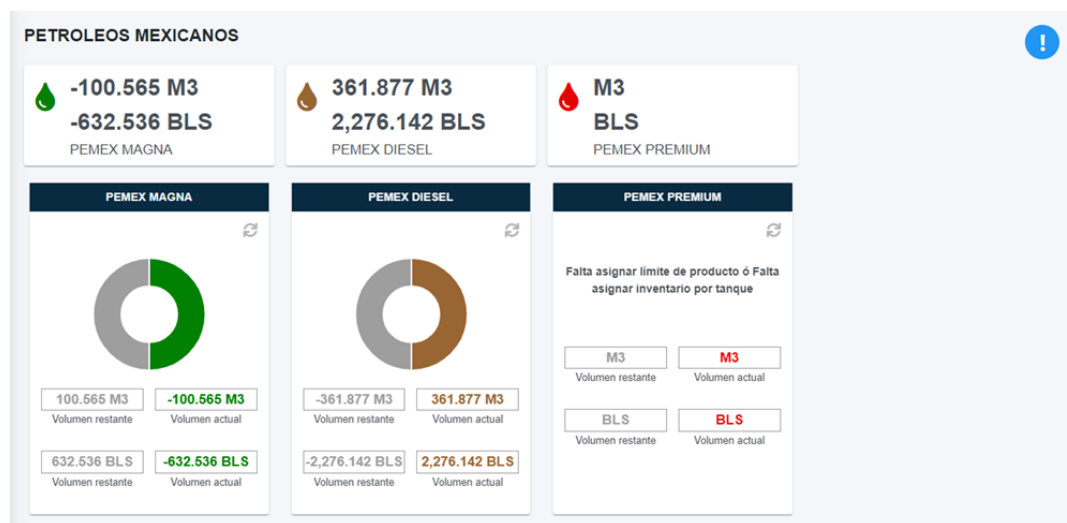 PETROLEOS MEXICANOS
!
-100.565 M3
-632.536 BLS
PEMEX MAGNA
361.877 M3
2,276.142 BLS
PEMEX DIESEL
M3
BLS
PEMEX PREMIUM
PEMEX MAGNA
100.565 M3 -100.565 M3
Volumen restante Volumen actual
632.536 BLS -632.536 BLS
Volumen restante Volumen actual
PEMEX DIESEL
-361.877 M3 361.877 M3
Volumen restante Volumen actual
-2,276.142 BLS 2,276.142 BLS
Volumen restante Volumen actual
PEMEX PREMIUM
Falta asignar límite de producto ó Falta
asignar inventario por tanque
M3 M3
Volumen restante Volumen actual
BLS BLS
Volumen restante Volumen actual